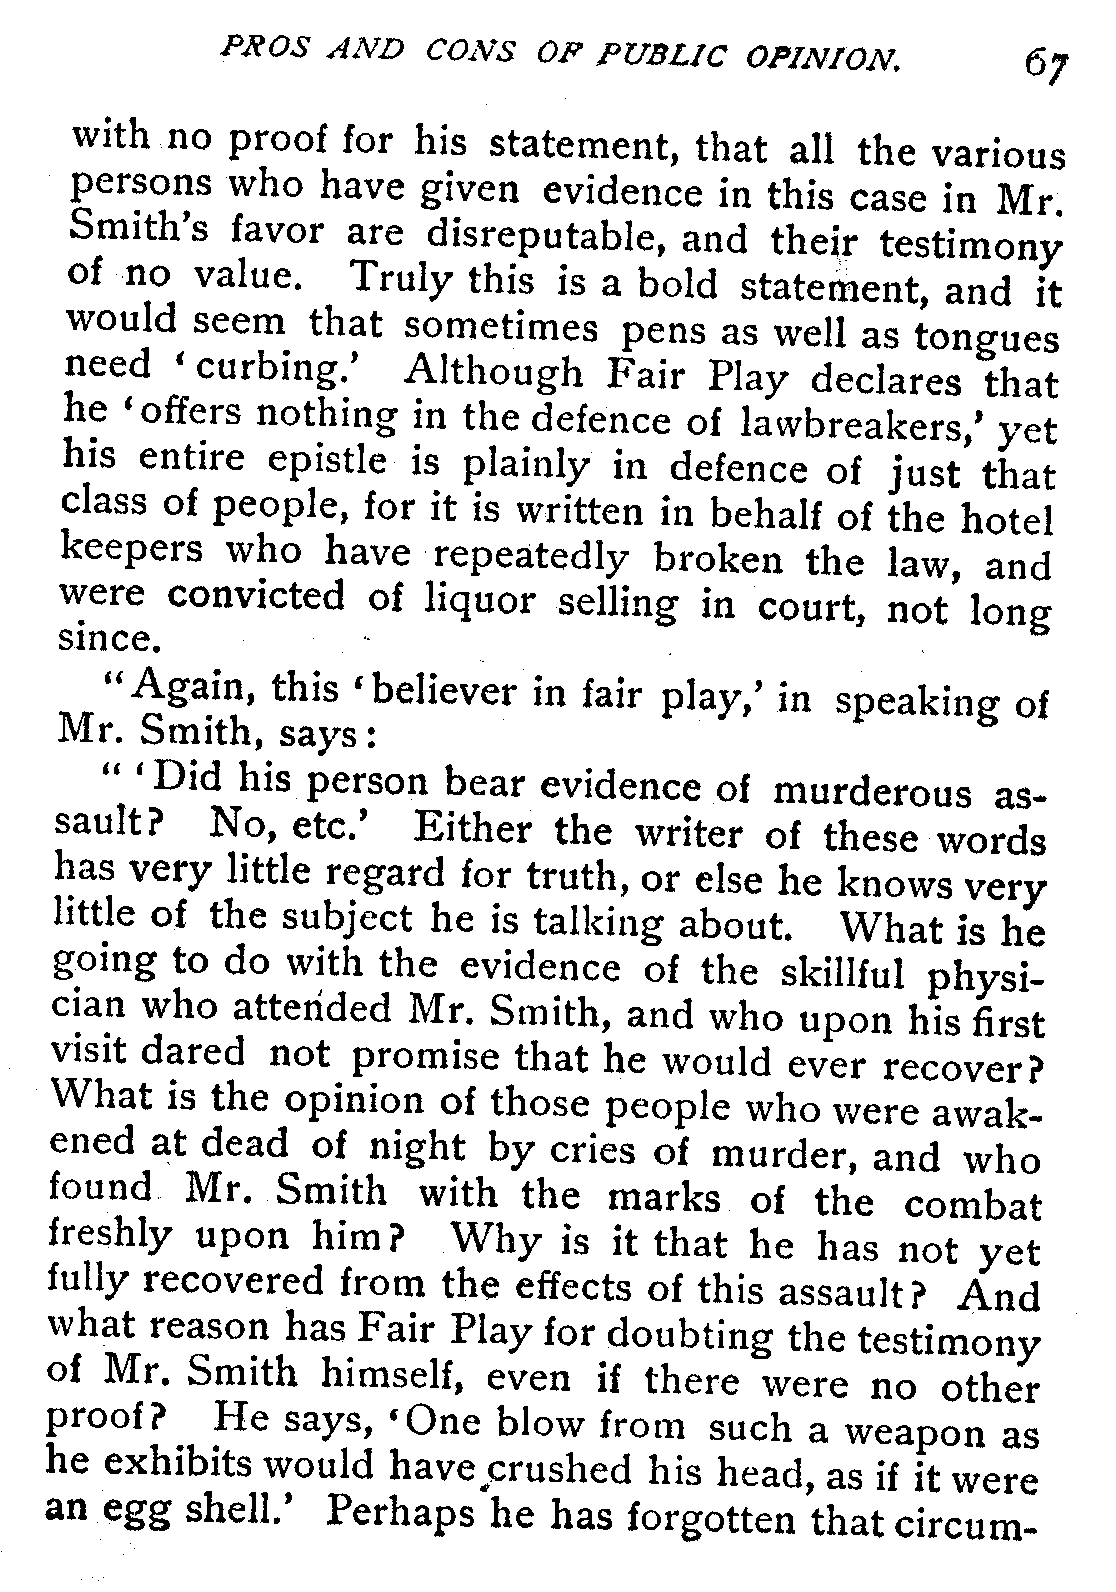 PROS AND CONS OF PUBLIC OPINION. 67
with no proof for his statement, that all the various
persons who have given evidence in this case in Mr.
Smith's favor are disreputable, and their testimony
of no value. Truly this is a bold statement, and it
would seem that sometimes pens as well as tongues
need ‘curbing.’ Although Fair Play declares that
he ‘offers nothing in the defence of lawbreakers,’ yet
his entire epistle is plainly in defence of just that
class of people, for it is written in behalf of the hotel
keepers who have repeatedly broken the law, and
were convicted of liquor selling in court, not long
since.
“Again, this ‘believer in fair play,’ in speaking of
Mr. Smith, says:
“‘Did his person bear evidence of murderous as-
sault? No, etc.’ Either the writer of these words
has very little regard for truth, or else he knows very
little of the subject he is talking about. What is he
going to do with the evidence of the skillful physi-
cian who attended Mr. Smith, and who upon his first
visit dared not promise that he would ever recover?
What is the opinion of those people who were awak-
ened at dead of night by cries of murder, and who
found Mr. Smith with the marks of the combat
freshly upon him? Why is it that he has not yet
fully recovered from the effects of this assault? And
what reason has Fair Play for doubting the testimony
of Mr. Smith himself, even if there were no other
proof? He says, ‘One blow from such a weapon as
he exhibits would have crushed his head, as if it were
an egg shell.’ Perhaps he has forgotten that circum-